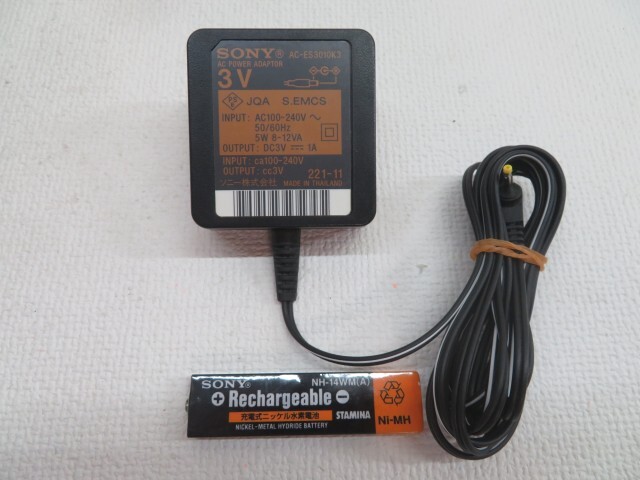 SONY® AC-ES3010K3
AC POWER ADAPTOR
3V
JQA S.EMCS
INPUT: AC100-240V ~
50/60Hz
5W 8-12VA
OUTPUT: DC3V ⎓ 1A
INPUT: ca100-240V
OUTPUT: cc3V 221-11
ソニー株式会社 MADE IN THAILAND
SONY NH-14WM(A)
+ Rechargeable -
充電式ニッケル水素電池 STAMINA Ni-MH
NICKEL-METAL HYDRIDE BATTERY